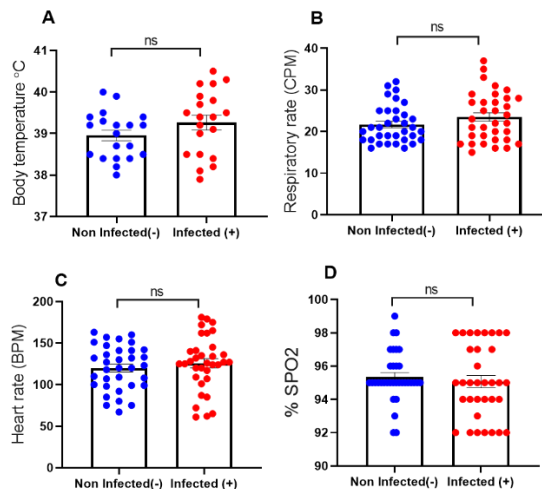 A
ns
Body temperature °C
41
40
39
38
37
Non Infected(-) Infected (+)
B
ns
Respiratory rate (CPM)
40
30
20
10
0
Non Infected(-) Infected (+)
C
ns
Heart rate (BPM)
200
150
100
50
0
Non Infected(-) Infected (+)
D
ns
% SPO2
100
98
96
94
92
90
Non Infected(-) Infected (+)